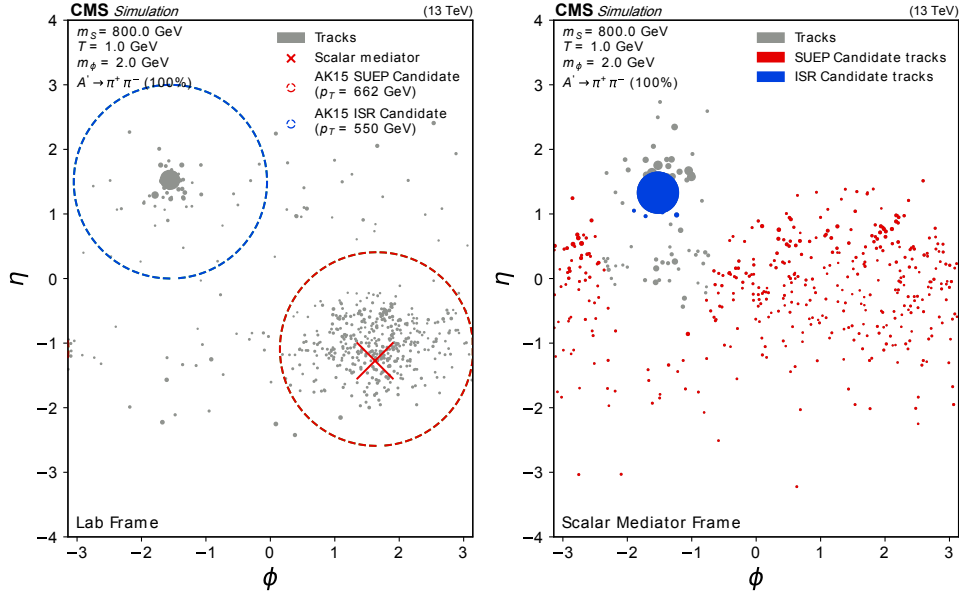 CMS Simulation (13 TeV)
m_S = 800.0 GeV
T = 1.0 GeV
m_ϕ = 2.0 GeV
A' → π⁺ π⁻ (100%)
Tracks
Scalar mediator
AK15 SUEP Candidate
(p_T = 662 GeV)
AK15 ISR Candidate
(p_T = 550 GeV)
4
3
2
1
0
−1
−2
−3
−4
η
Lab Frame
−3 −2 −1 0 1 2 3
ϕ
CMS Simulation (13 TeV)
m_S = 800.0 GeV
T = 1.0 GeV
m_ϕ = 2.0 GeV
A' → π⁺ π⁻ (100%)
Tracks
SUEP Candidate tracks
ISR Candidate tracks
4
3
2
1
0
−1
−2
−3
−4
η
Scalar Mediator Frame
−3 −2 −1 0 1 2 3
ϕ